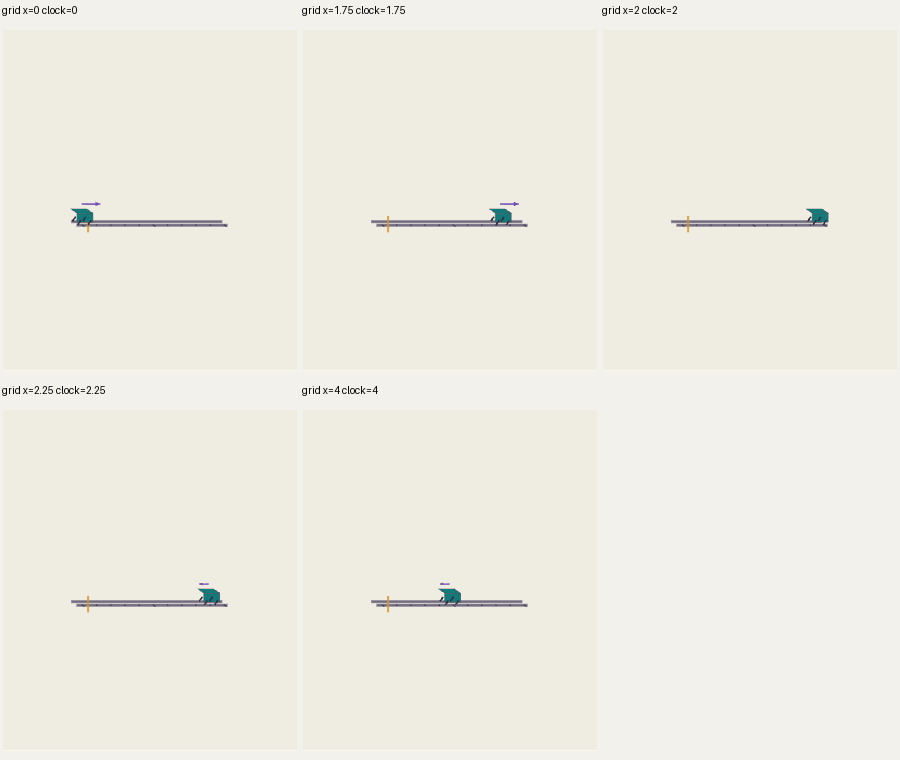 grid x=0 clock=0
grid x=1.75 clock=1.75
grid x=2 clock=2
grid x=2.25 clock=2.25
grid x=4 clock=4